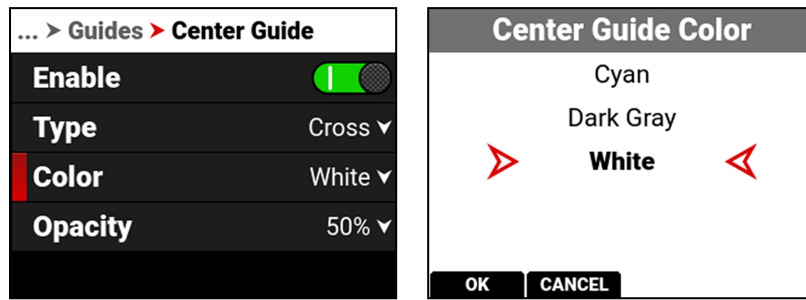 ... > Guides > Center Guide
Enable
Type Cross
Color White
Opacity 50%
Center Guide Color
Cyan
Dark Gray
White
OK CANCEL